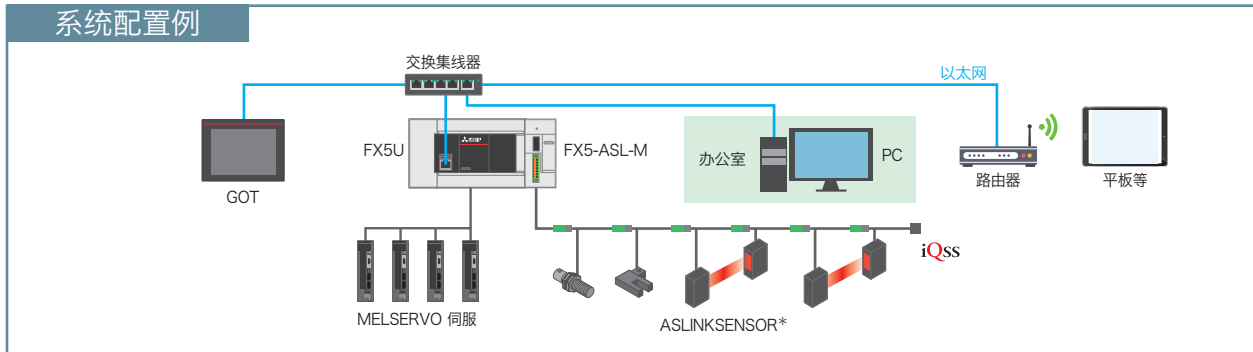 系统配置例
交换集线器
以太网
FX5U
FX5-ASL-M
办公室
PC
GOT
路由器
平板等
iQss
MELSERVO 伺服
ASLINKSENSOR*